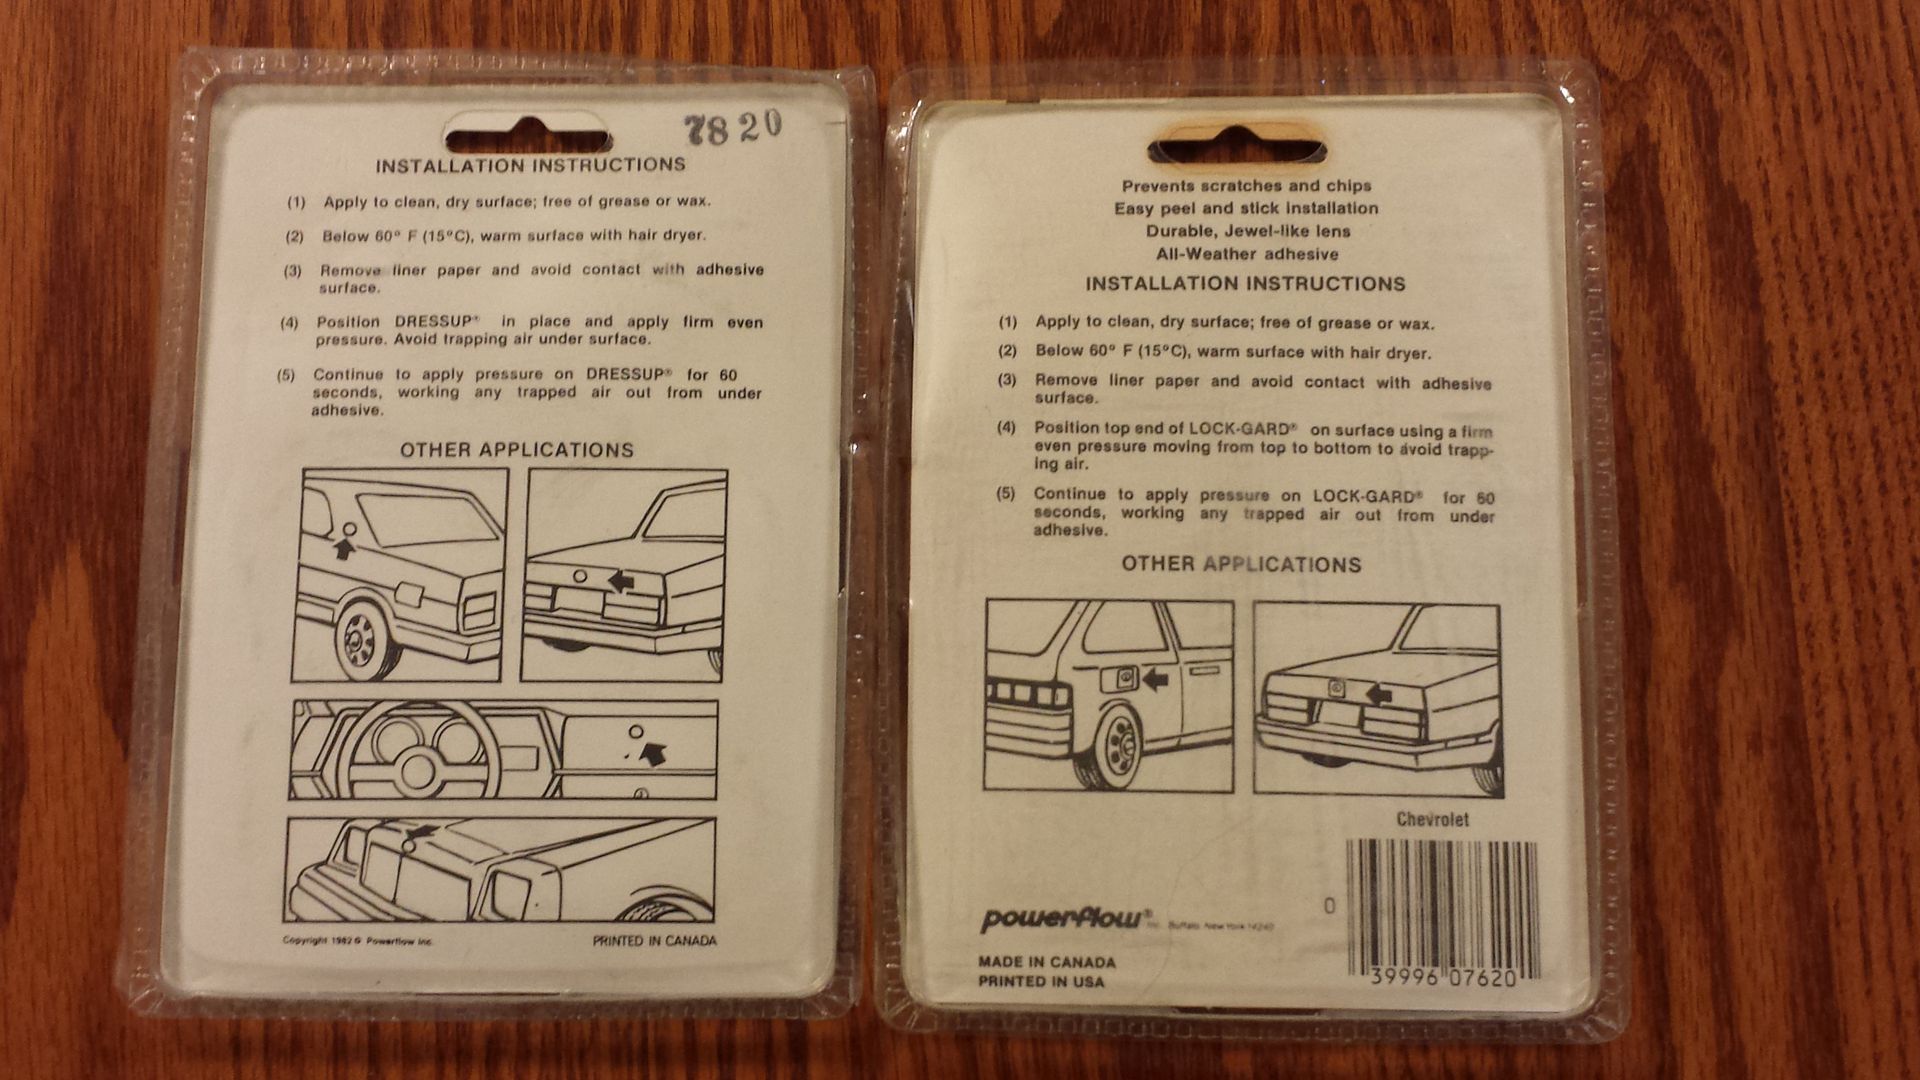 7820
INSTALLATION INSTRUCTIONS
(1) Apply to clean, dry surface; free of grease or wax.
(2) Below 60° F (15°C), warm surface with hair dryer.
(3) Remove liner paper and avoid contact with adhesive
surface.
(4) Position DRESSUP® in place and apply firm even
pressure. Avoid trapping air under surface.
(5) Continue to apply pressure on DRESSUP® for 60
seconds, working any trapped air out from under
adhesive.
OTHER APPLICATIONS
Copyright 1982 © Powerflow Inc.
PRINTED IN CANADA
Prevents scratches and chips
Easy peel and stick installation
Durable, Jewel-like lens
All-Weather adhesive
INSTALLATION INSTRUCTIONS
(1) Apply to clean, dry surface; free of grease or wax.
(2) Below 60° F (15°C), warm surface with hair dryer.
(3) Remove liner paper and avoid contact with adhesive
surface.
(4) Position top end of LOCK-GARD® on surface using a firm
even pressure moving from top to bottom to avoid trapp-
ing air.
(5) Continue to apply pressure on LOCK-GARD® for 60
seconds, working any trapped air out from under
adhesive.
OTHER APPLICATIONS
Chevrolet
powerflow® Inc. Buffalo, New York 14240
MADE IN CANADA
PRINTED IN USA
0 39996 07620